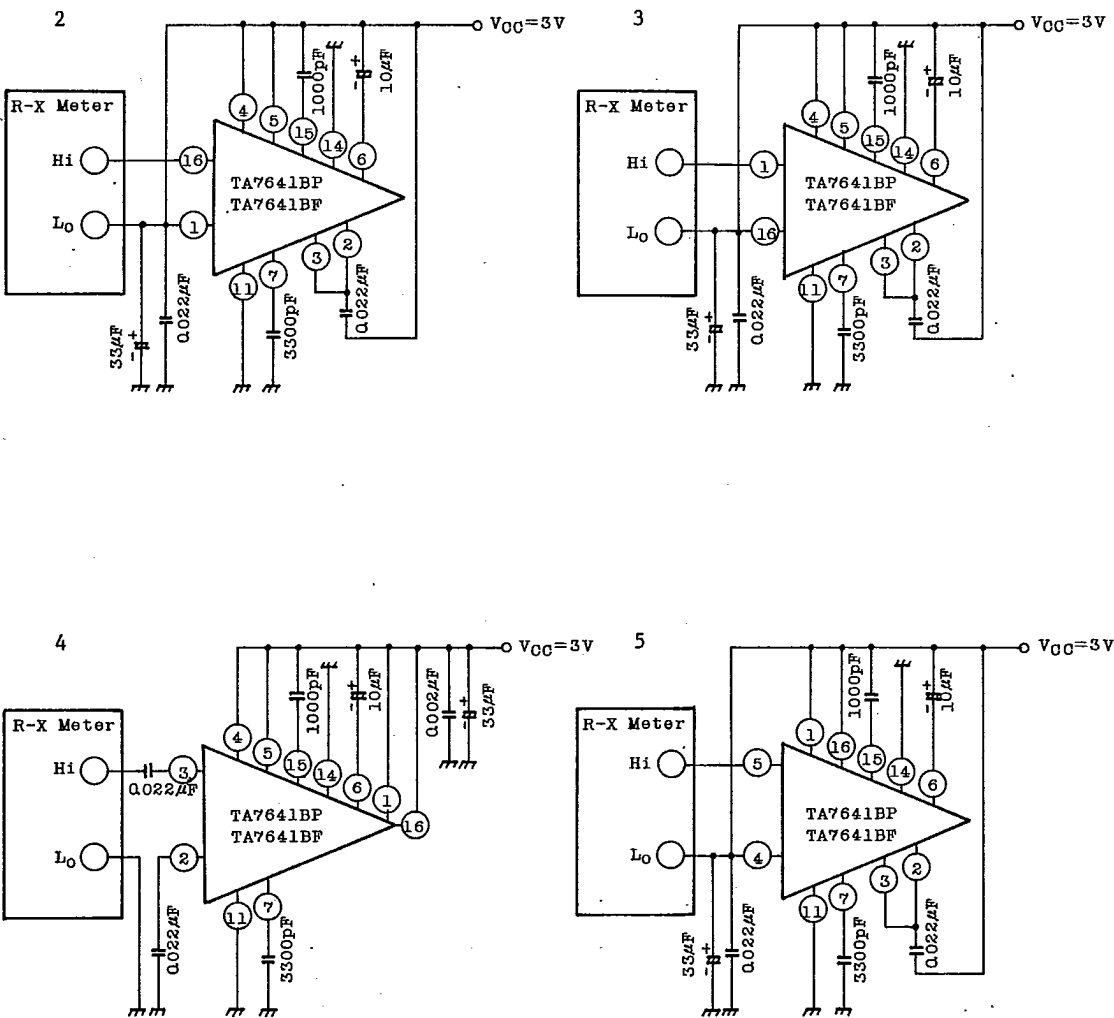 2
VCC=3V
1000pF
10µF
- +
R-X Meter
Hi
Lo
4
5
15
14
6
16
1
TA7641BP
TA7641BF
11
7
3
2
33µF
- +
0.022µF
3300pF
0.022µF
3
VCC=3V
1000pF
10µF
- +
R-X Meter
Hi
Lo
4
5
15
14
6
1
16
TA7641BP
TA7641BF
11
7
3
2
33µF
- +
0.022µF
3300pF
0.022µF
4
VCC=3V
1000pF
10µF
- +
0.002µF
33µF
- +
R-X Meter
Hi
Lo
0.022µF
4
5
15
14
6
1
16
3
2
TA7641BP
TA7641BF
11
7
0.022µF
3300pF
5
VCC=3V
1000pF
10µF
- +
R-X Meter
Hi
Lo
1
16
15
14
6
5
4
TA7641BP
TA7641BF
11
7
3
2
33µF
- +
0.022µF
3300pF
0.022µF